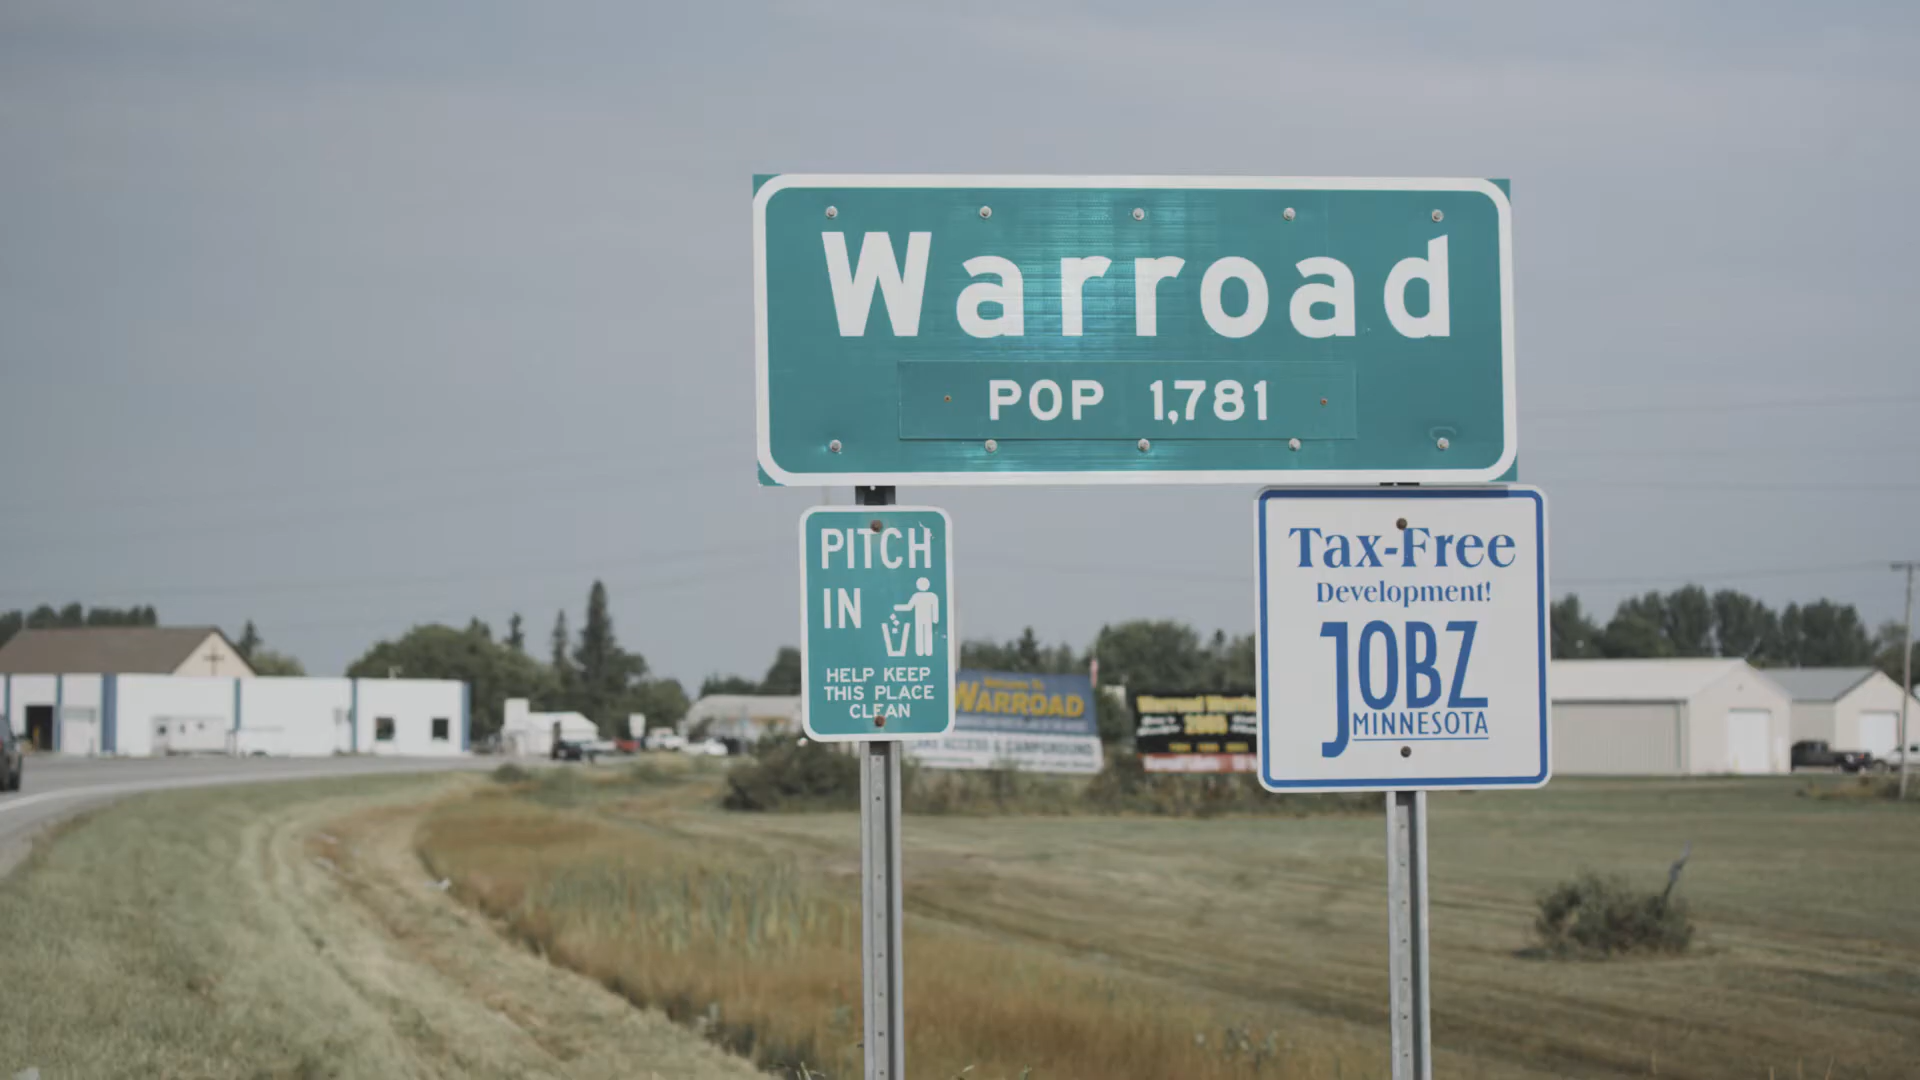 Warroad
POP 1,781
PITCH
IN
HELP KEEP
THIS PLACE
CLEAN
Tax-Free
Development!
JOBZ
MINNESOTA
WARROAD